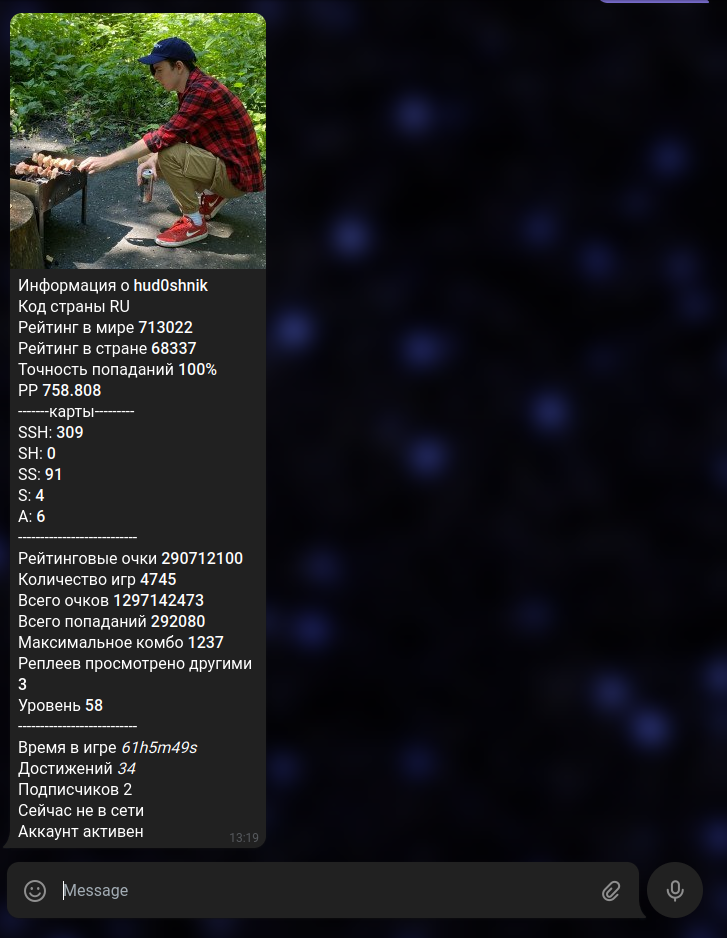 Информация о hud0shnik
Код страны RU
Рейтинг в мире 713022
Рейтинг в стране 68337
Точность попаданий 100%
PP 758.808
-------карты---------
SSH: 309
SH: 0
SS: 91
S: 4
A: 6
---------------------------
Рейтинговые очки 290712100
Количество игр 4745
Всего очков 1297142473
Всего попаданий 292080
Максимальное комбо 1237
Реплеев просмотрено другими
3
Уровень 58
---------------------------
Время в игре 61h5m49s
Достижений 34
Подписчиков 2
Сейчас не в сети
Аккаунт активен
13:19
Message